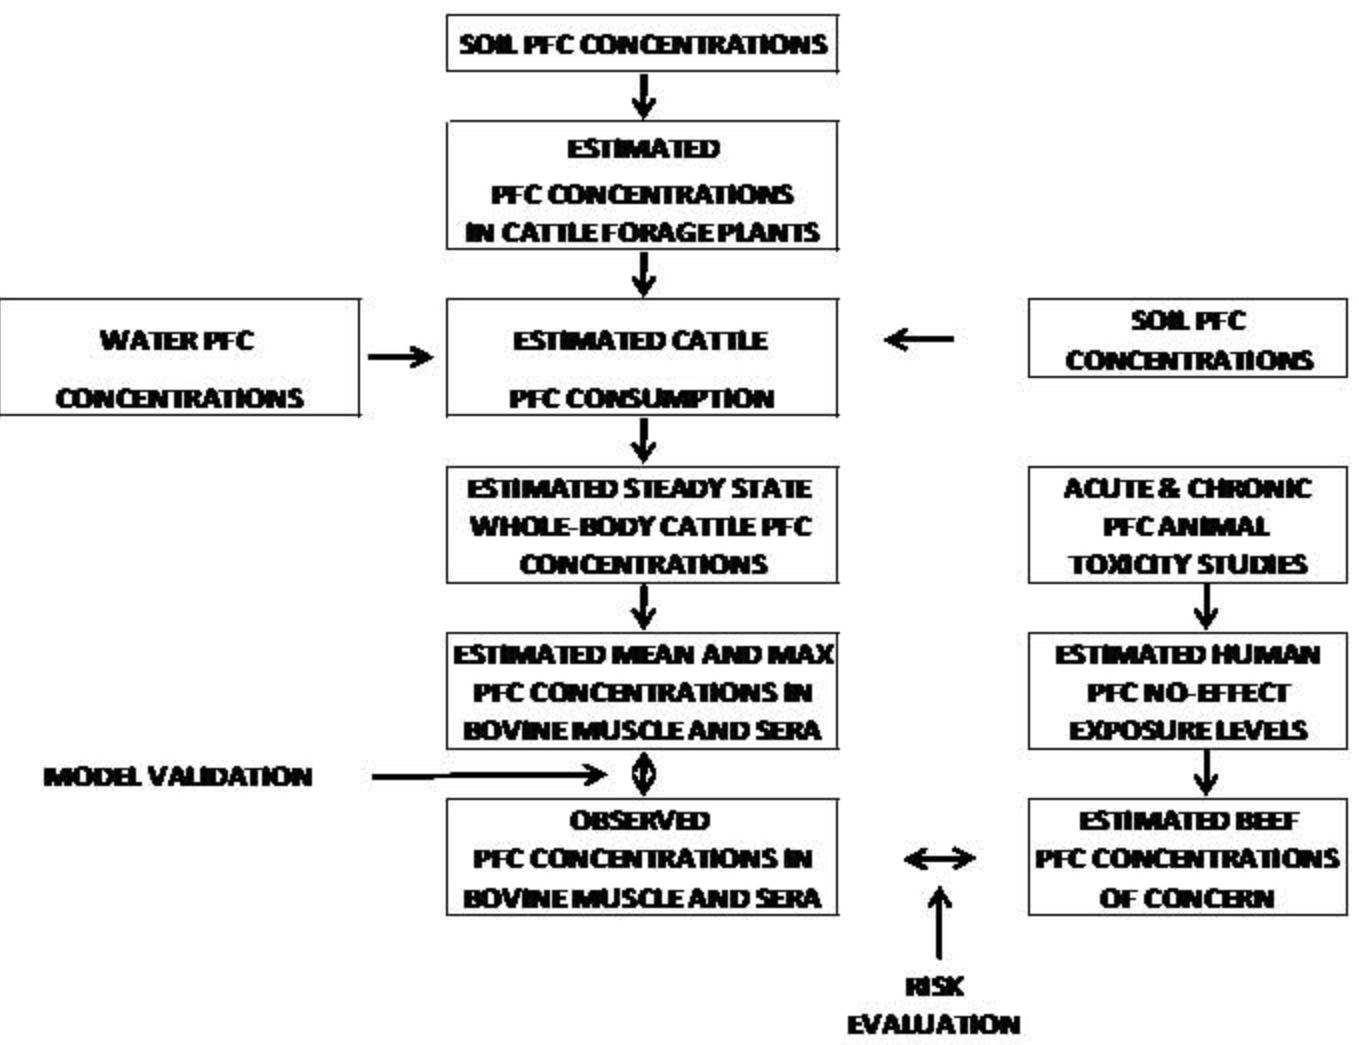 SOIL PFC CONCENTRATIONS
ESTIMATED
PFC CONCENTRATIONS
IN CATTLE FORAGE PLANTS
WATER PFC
CONCENTRATIONS
ESTIMATED CATTLE
PFC CONSUMPTION
SOIL PFC
CONCENTRATIONS
ESTIMATED STEADY STATE
WHOLE-BODY CATTLE PFC
CONCENTRATIONS
ACUTE & CHRONIC
PFC ANIMAL
TOXICITY STUDIES
ESTIMATED MEAN AND MAX
PFC CONCENTRATIONS IN
BOVINE MUSCLE AND SERA
ESTIMATED HUMAN
PFC NO-EFFECT
EXPOSURE LEVELS
MODEL VALIDATION
OBSERVED
PFC CONCENTRATIONS IN
BOVINE MUSCLE AND SERA
ESTIMATED BEEF
PFC CONCENTRATIONS
OF CONCERN
RISK
EVALUATION